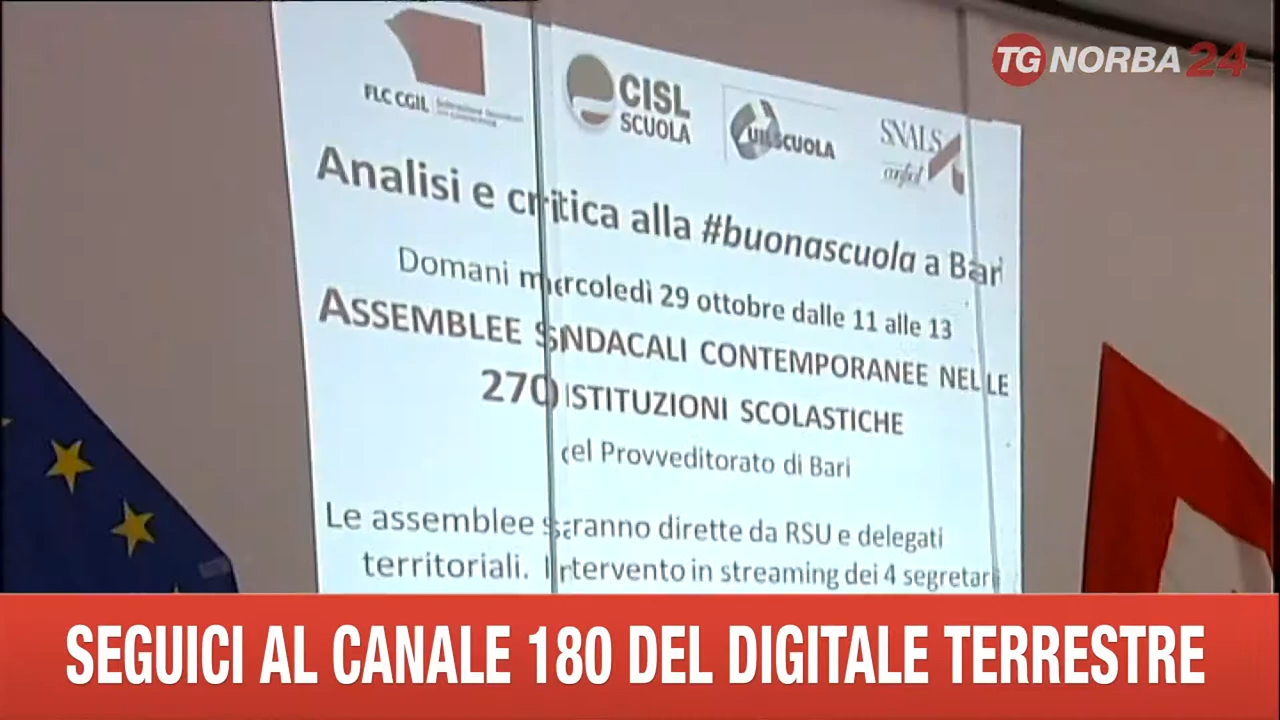 TG NORBA 24
FLC CGIL
CISL
SCUOLA
UIL SCUOLA
SNALS
Analisi e critica alla #buonascuola a Bari
Domani mercoledì 29 ottobre dalle 11 alle 13
ASSEMBLEE SINDACALI CONTEMPORANEE NELLE
270 ISTITUZIONI SCOLASTICHE
del Provveditorato di Bari
Le assemblee saranno dirette da RSU e delegati
territoriali. Intervento in streaming dei 4 segretari
SEGUICI AL CANALE 180 DEL DIGITALE TERRESTRE